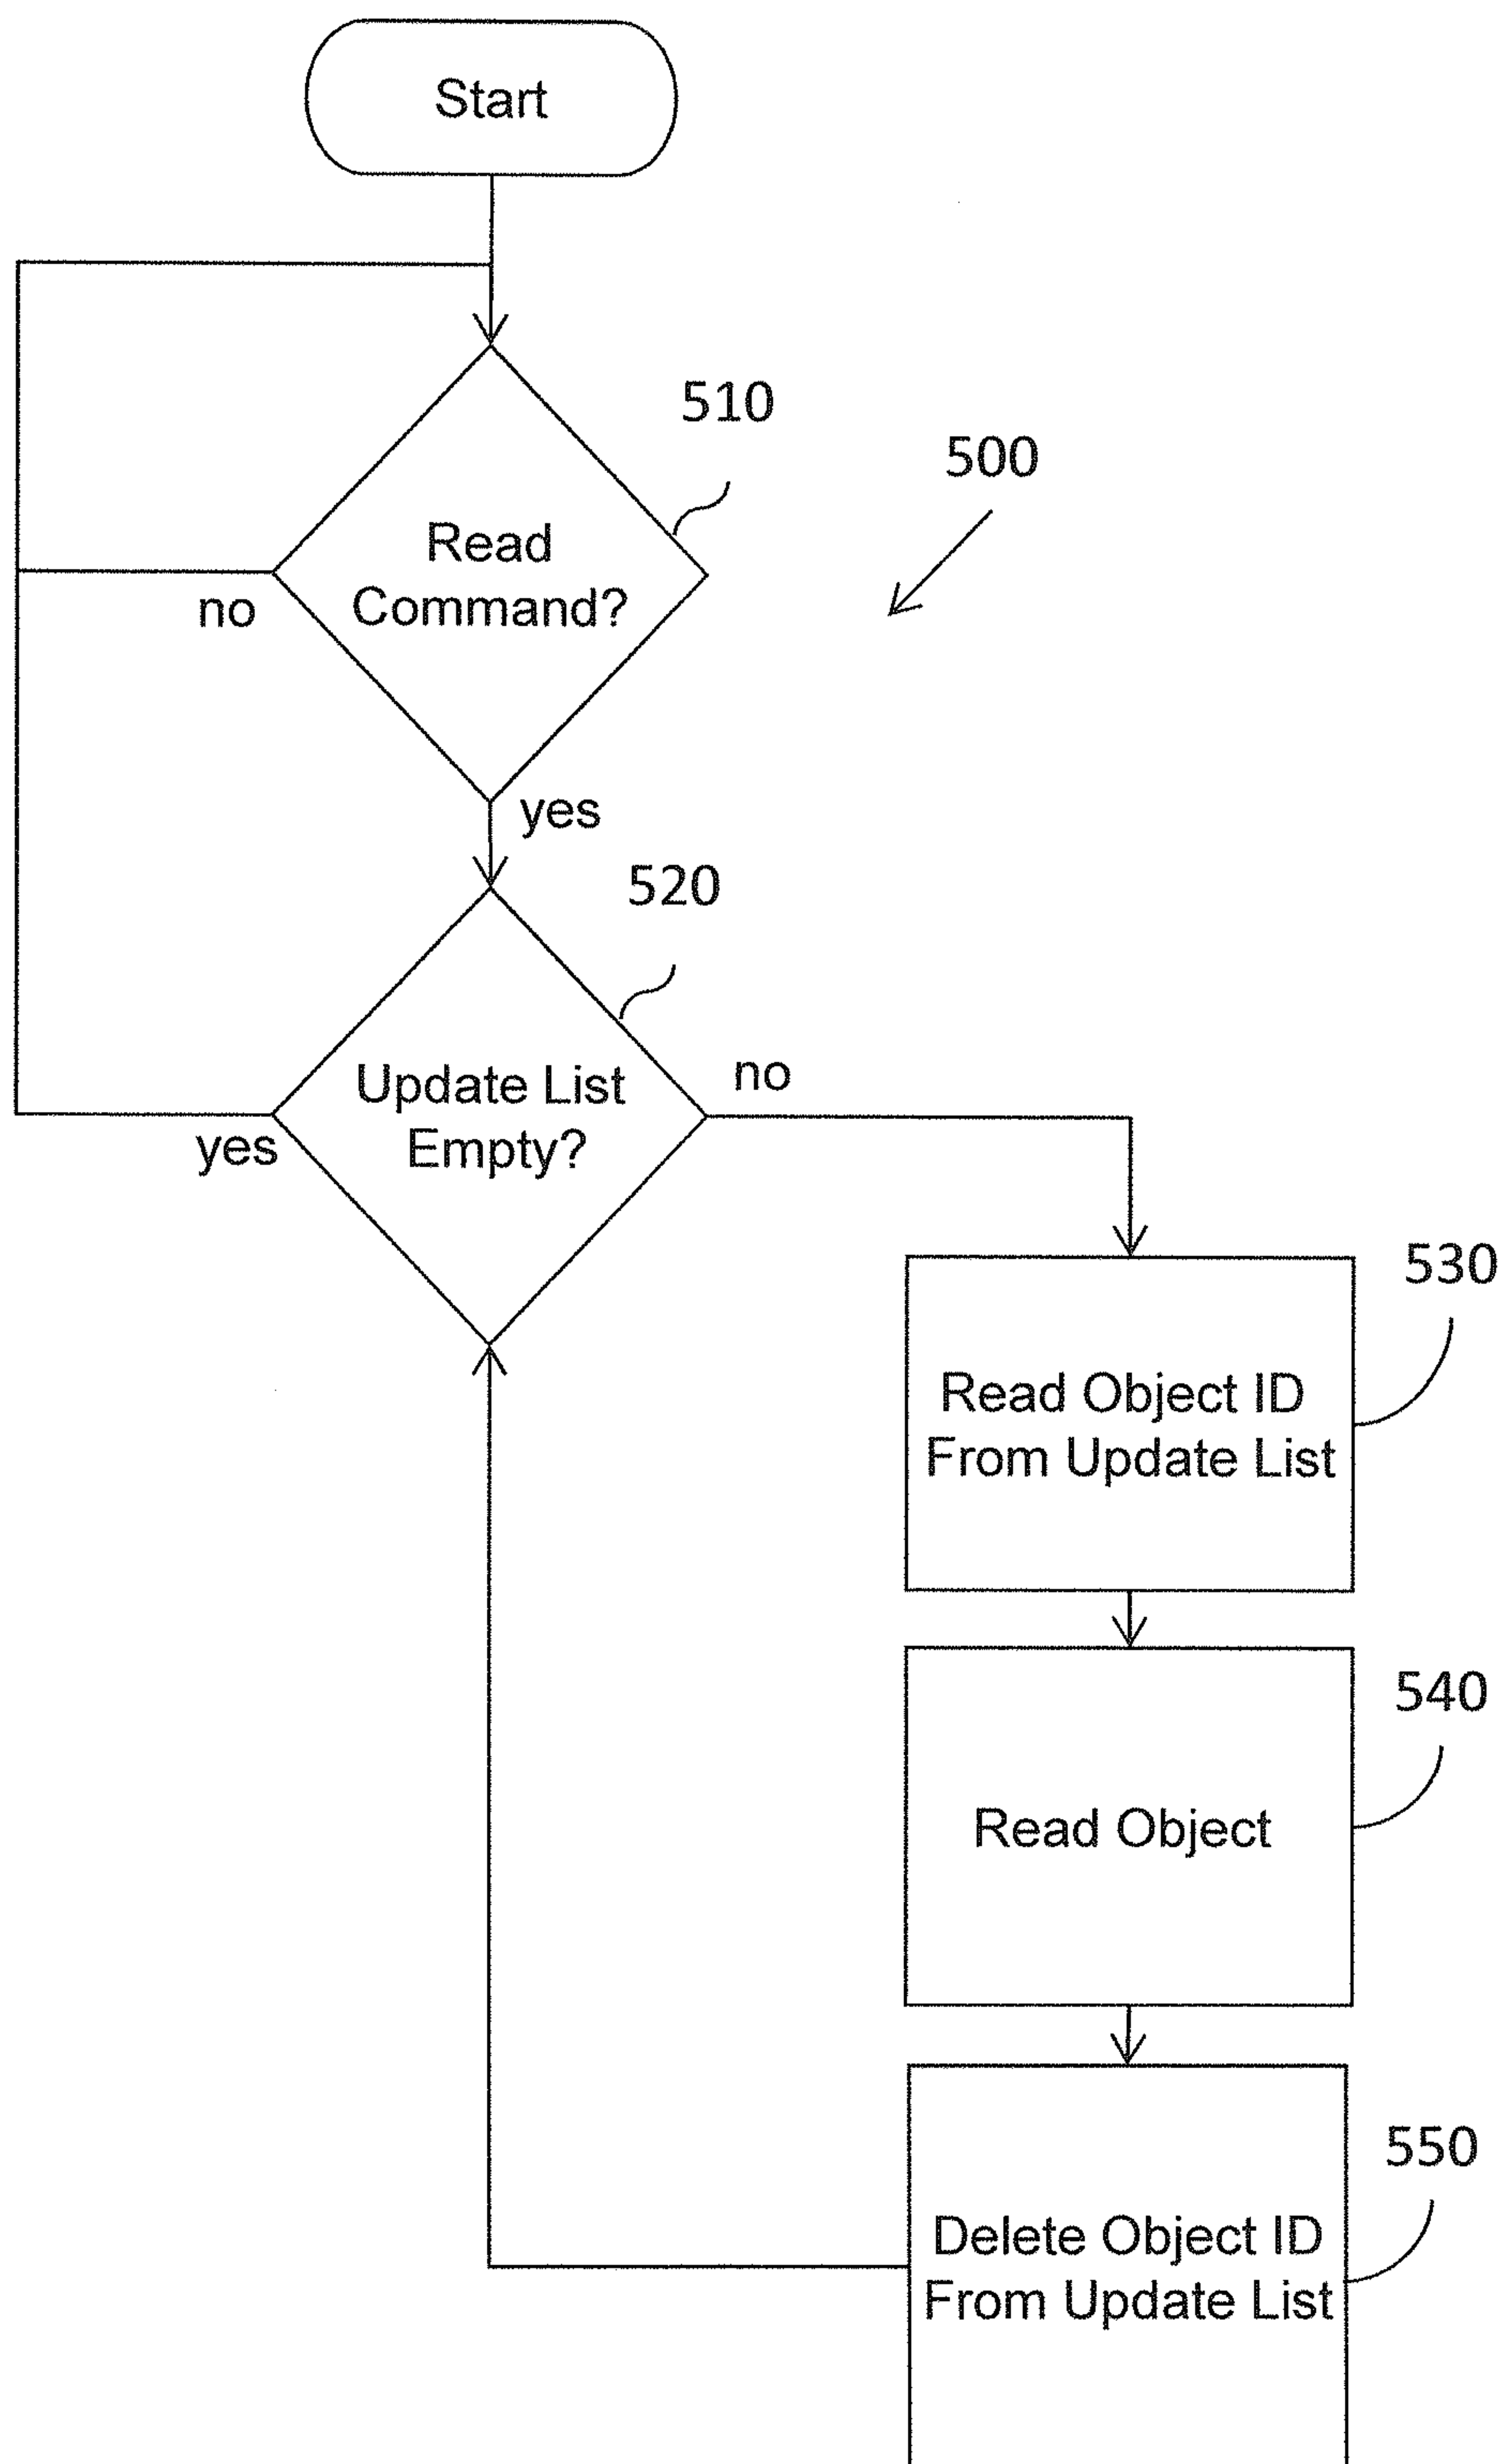 Start
510
500
Read
Command?
no
yes
520
Update List
Empty?
no
yes
530
Read Object ID
From Update List
540
Read Object
550
Delete Object ID
From Update List